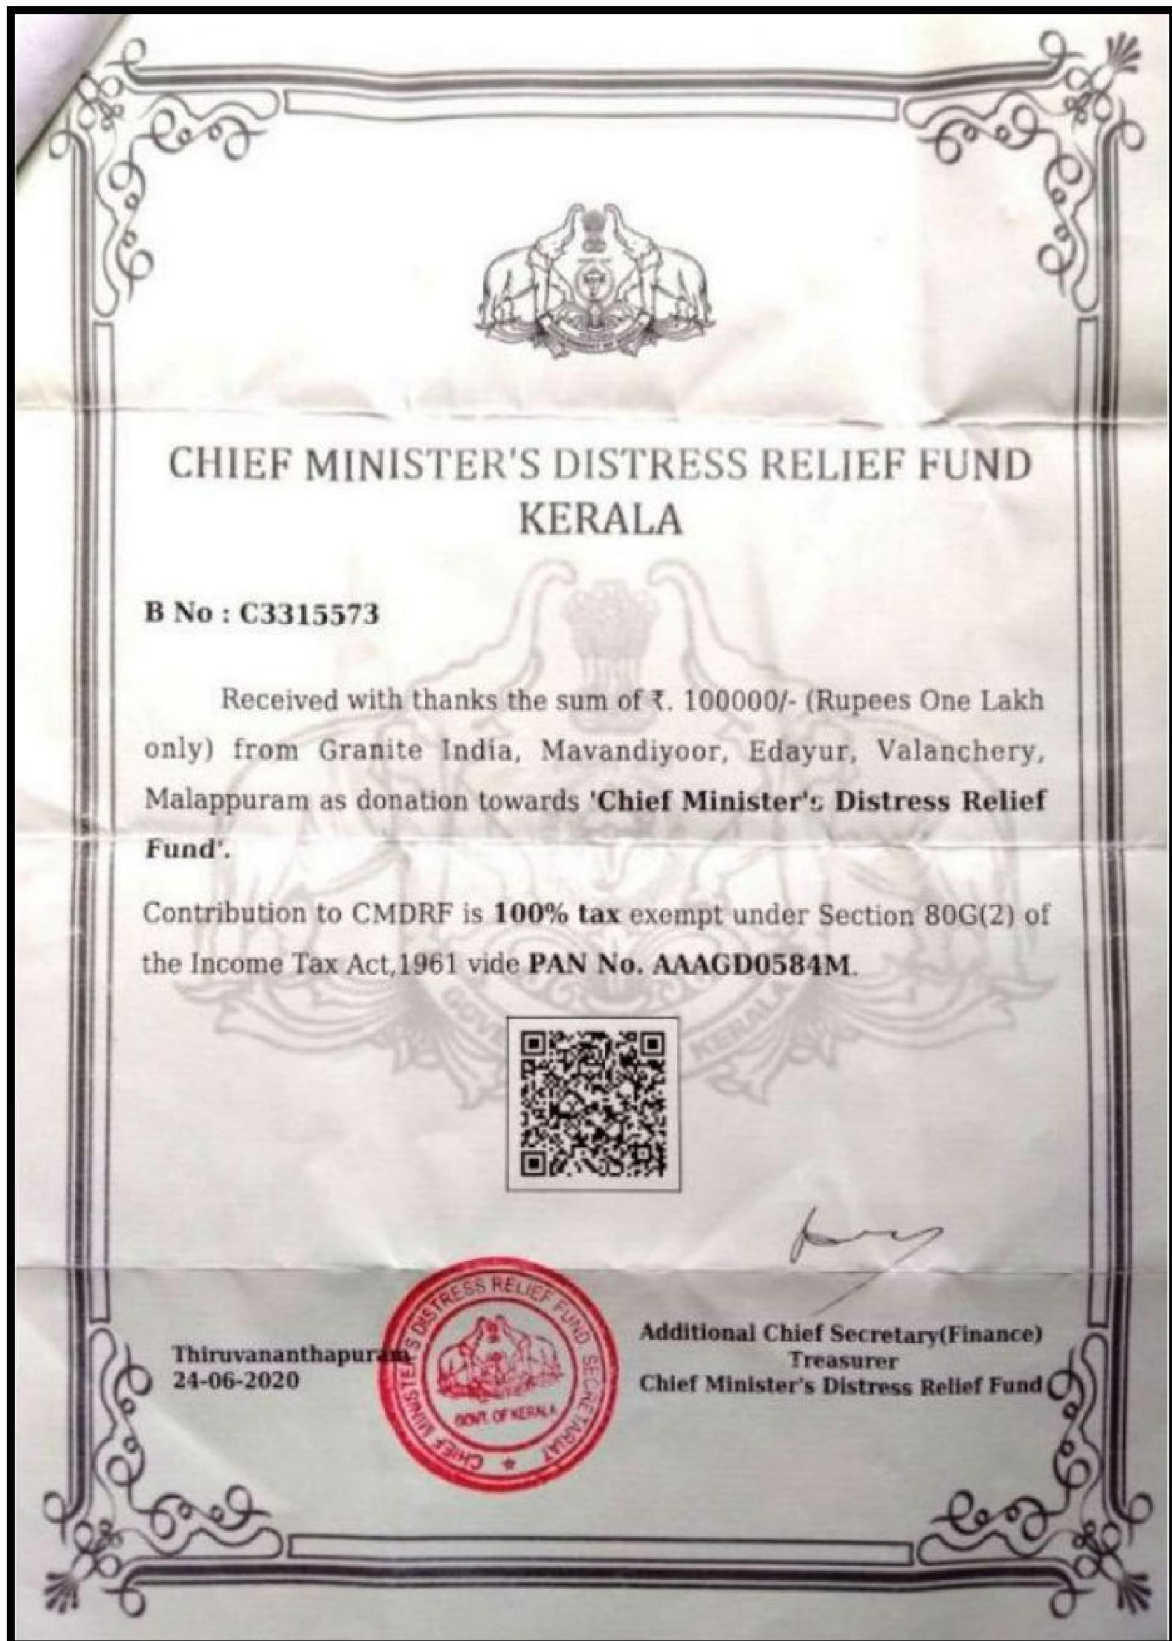 CHIEF MINISTER'S DISTRESS RELIEF FUND
KERALA
B No : C3315573
Received with thanks the sum of ₹. 100000/- (Rupees One Lakh
only) from Granite India, Mavandiyoor, Edayur, Valanchery,
Malappuram as donation towards 'Chief Minister's Distress Relief
Fund'.
Contribution to CMDRF is 100% tax exempt under Section 80G(2) of
the Income Tax Act,1961 vide PAN No. AAAGD0584M.
GOVE
KERALA
Thiruvananthapuram
24-06-2020
CHIEF MINISTER'S DISTRESS RELIEF FUND SECRETARIAT
GOVT. OF KERALA
Additional Chief Secretary(Finance)
Treasurer
Chief Minister's Distress Relief Fund